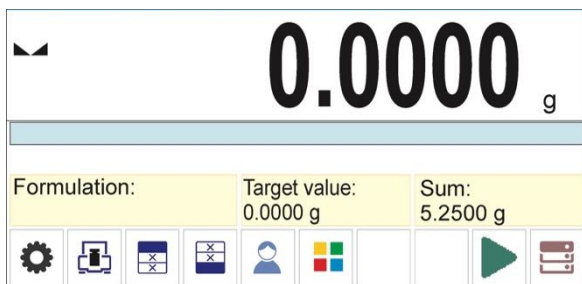 0.0000 g
Formulation:
Target value:
0.0000 g
Sum:
5.2500 g